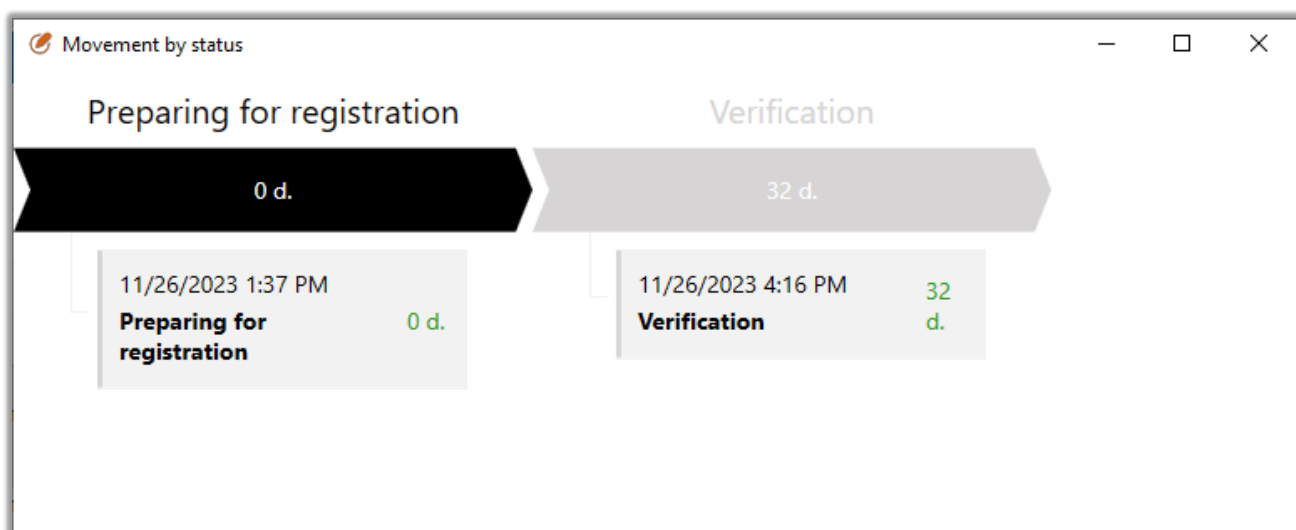 Movement by status
Preparing for registration
Verification
0 d.
32 d.
11/26/2023 1:37 PM
Preparing for
registration
0 d.
11/26/2023 4:16 PM
Verification
32
d.